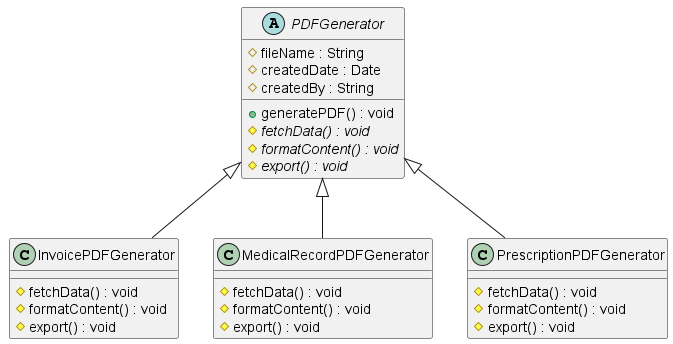 A PDFGenerator
fileName : String
createdDate : Date
createdBy : String
generatePDF() : void
fetchData() : void
formatContent() : void
export() : void
C InvoicePDFGenerator
fetchData() : void
formatContent() : void
export() : void
C MedicalRecordPDFGenerator
fetchData() : void
formatContent() : void
export() : void
C PrescriptionPDFGenerator
fetchData() : void
formatContent() : void
export() : void